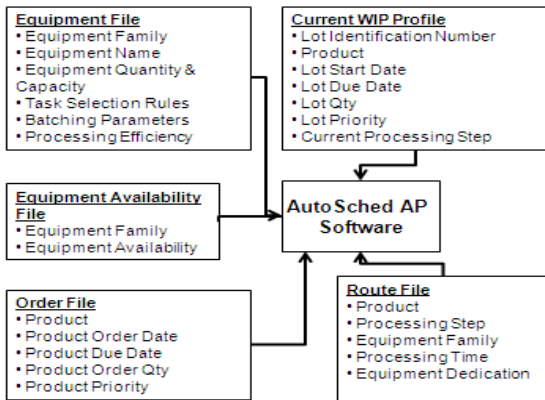 Equipment File
• Equipment Family
• Equipment Name
• Equipment Quantity &
Capacity
• Task Selection Rules
• Batching Parameters
• Processing Efficiency
Current WIP Profile
• Lot Identification Number
• Product
• Lot Start Date
• Lot Due Date
• Lot Qty
• Lot Priority
• Current Processing Step
Equipment Availability
File
• Equipment Family
• Equipment Availability
AutoSched AP
Software
Order File
• Product
• Product Order Date
• Product Due Date
• Product Order Qty
• Product Priority
Route File
• Product
• Processing Step
• Equipment Family
• Processing Time
• Equipment Dedication